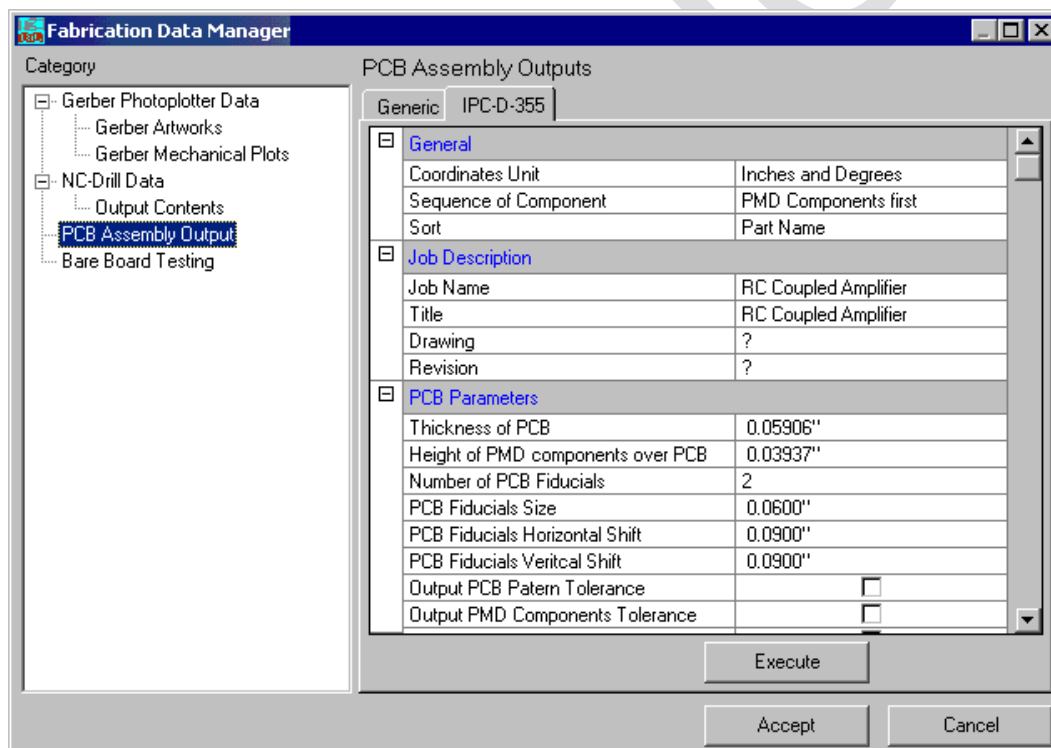 Fabrication Data Manager
Category
Gerber Photoplotter Data
Gerber Artworks
Gerber Mechanical Plots
NC-Drill Data
Output Contents
PCB Assembly Output
Bare Board Testing
PCB Assembly Outputs
Generic IPC-D-355
General
Coordinates Unit Inches and Degrees
Sequence of Component PMD Components first
Sort Part Name
Job Description
Job Name RC Coupled Amplifier
Title RC Coupled Amplifier
Drawing ?
Revision ?
PCB Parameters
Thickness of PCB 0.05906"
Height of PMD components over PCB 0.03937"
Number of PCB Fiducials 2
PCB Fiducials Size 0.0600"
PCB Fiducials Horizontal Shift 0.0900"
PCB Fiducials Veritcal Shift 0.0900"
Output PCB Patern Tolerance
Output PMD Components Tolerance
Execute
Accept Cancel